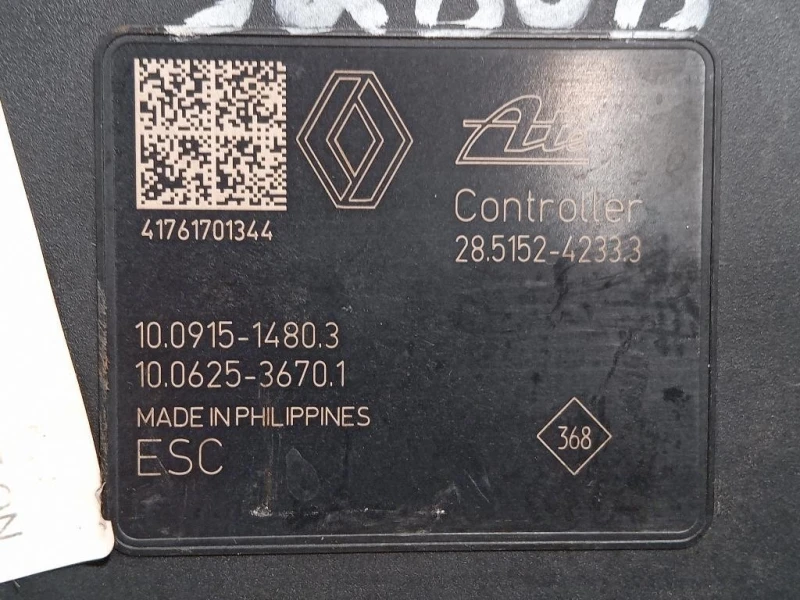 Ate
Controller
28.5152-4233.3
41761701344
10.0915-1480.3
10.0625-3670.1
MADE IN PHILIPPINES
ESC
368